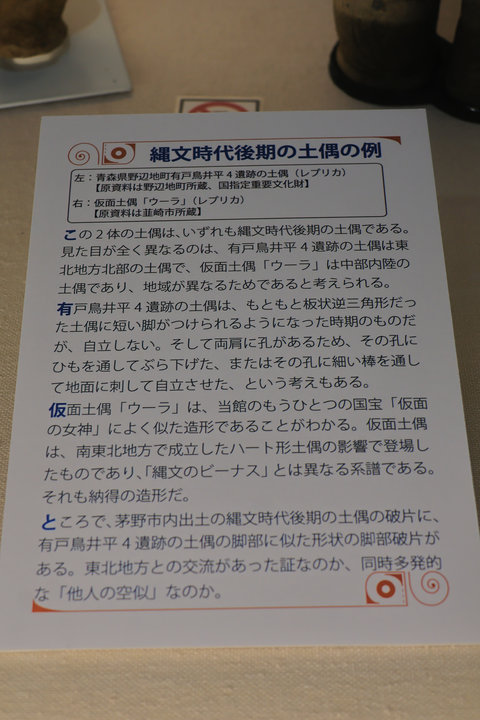 縄文時代後期の土偶の例
左：青森県野辺地町有戸鳥井平４遺跡の土偶（レプリカ）
【原資料は野辺地町所蔵、国指定重要文化財】
右：仮面土偶「ウーラ」（レプリカ）
【原資料は韮崎市所蔵】
この２体の土偶は、いずれも縄文時代後期の土偶である。
見た目が全く異なるのは、有戸鳥井平４遺跡の土偶は東
北地方北部の土偶で、仮面土偶「ウーラ」は中部内陸の
土偶であり、地域が異なるためであると考えられる。
有戸鳥井平４遺跡の土偶は、もともと板状逆三角形だっ
た土偶に短い脚がつけられるようになった時期のものだ
が、自立しない。そして両肩に孔があるため、その孔に
ひもを通してぶら下げた、またはその孔に細い棒を通し
て地面に刺して自立させた、という考えもある。
仮面土偶「ウーラ」は、当館のもうひとつの国宝「仮面
の女神」によく似た造形であることがわかる。仮面土偶
は、南東北地方で成立したハート形土偶の影響で登場し
たものであり、「縄文のビーナス」とは異なる系譜である。
それも納得の造形だ。
ところで、茅野市内出土の縄文時代後期の土偶の破片に、
有戸鳥井平４遺跡の土偶の脚部に似た形状の脚部破片が
ある。東北地方との交流があった証なのか、同時多発的
な「他人の空似」なのか。